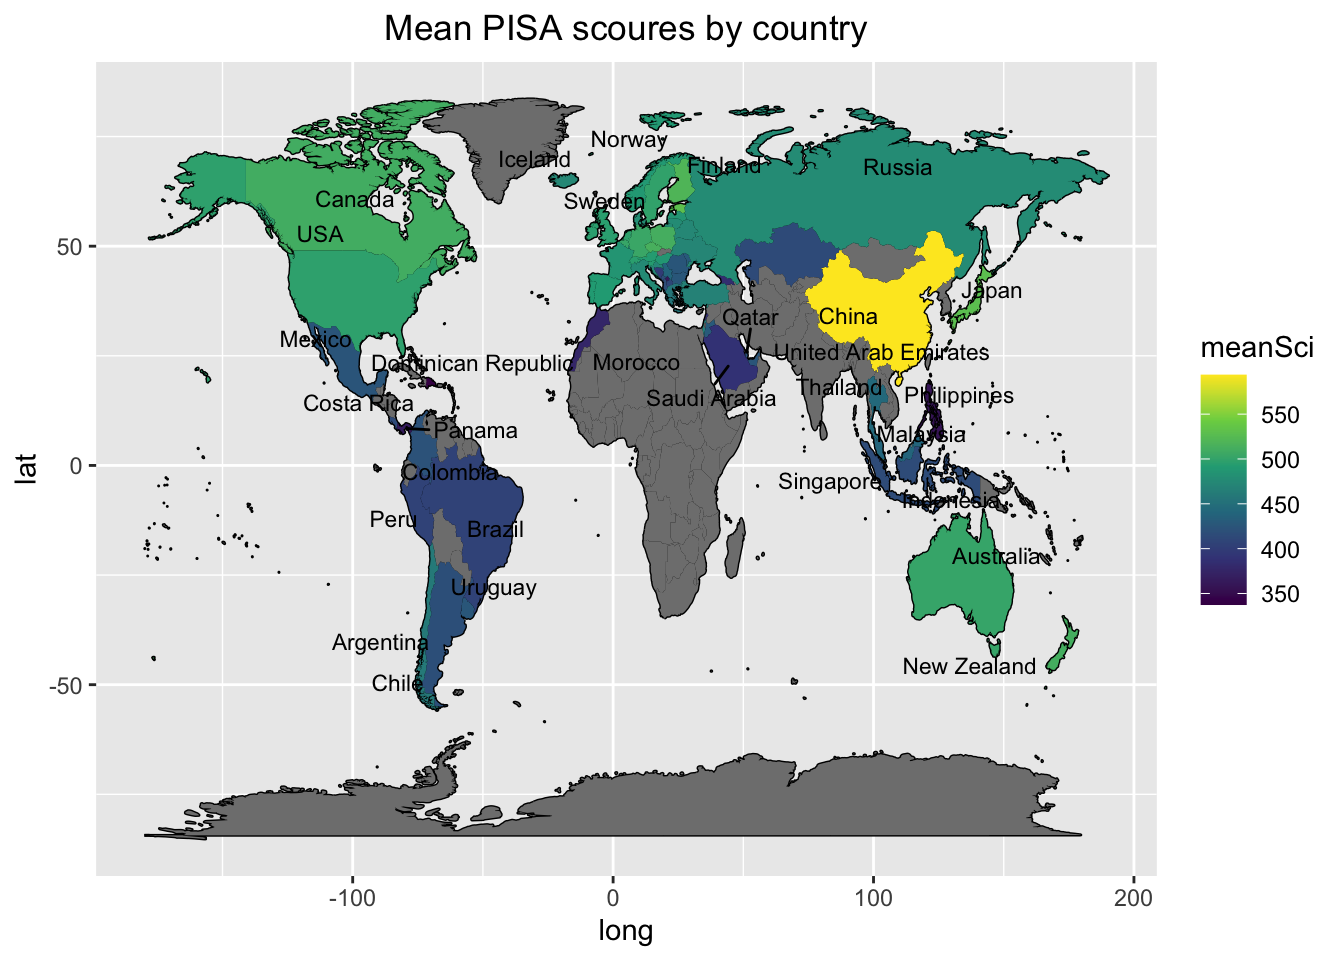 Mean PISA scoures by country
Norway
Iceland
Finland
Russia
Canada
Sweden
USA
50
Japan
Qatar
China
Mexico
United Arab Emirates
Dominican Republic
Morocco
Thailand
Saudi Arabia
Philippines
Costa Rica
Panama
Malaysia
0
Colombia
Singapore
Indonesia
Peru
Brazil
Australia
Uruguay
Argentina
New Zealand
Chile
-50
lat
-100
0
100
200
long
meanSci
550
500
450
400
350